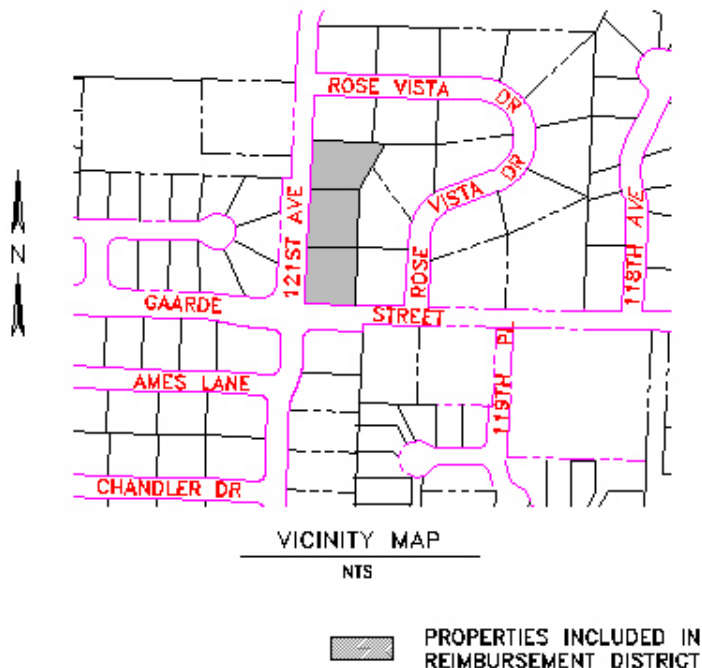 ROSE VISTA DR
VISTA DR
ROSE
121ST AVE
118TH AVE
N
GAARDE STREET
119TH PL
AMES LANE
CHANDLER DR
VICINITY MAP
NTS
PROPERTIES INCLUDED IN
REIMBURSEMENT DISTRICT